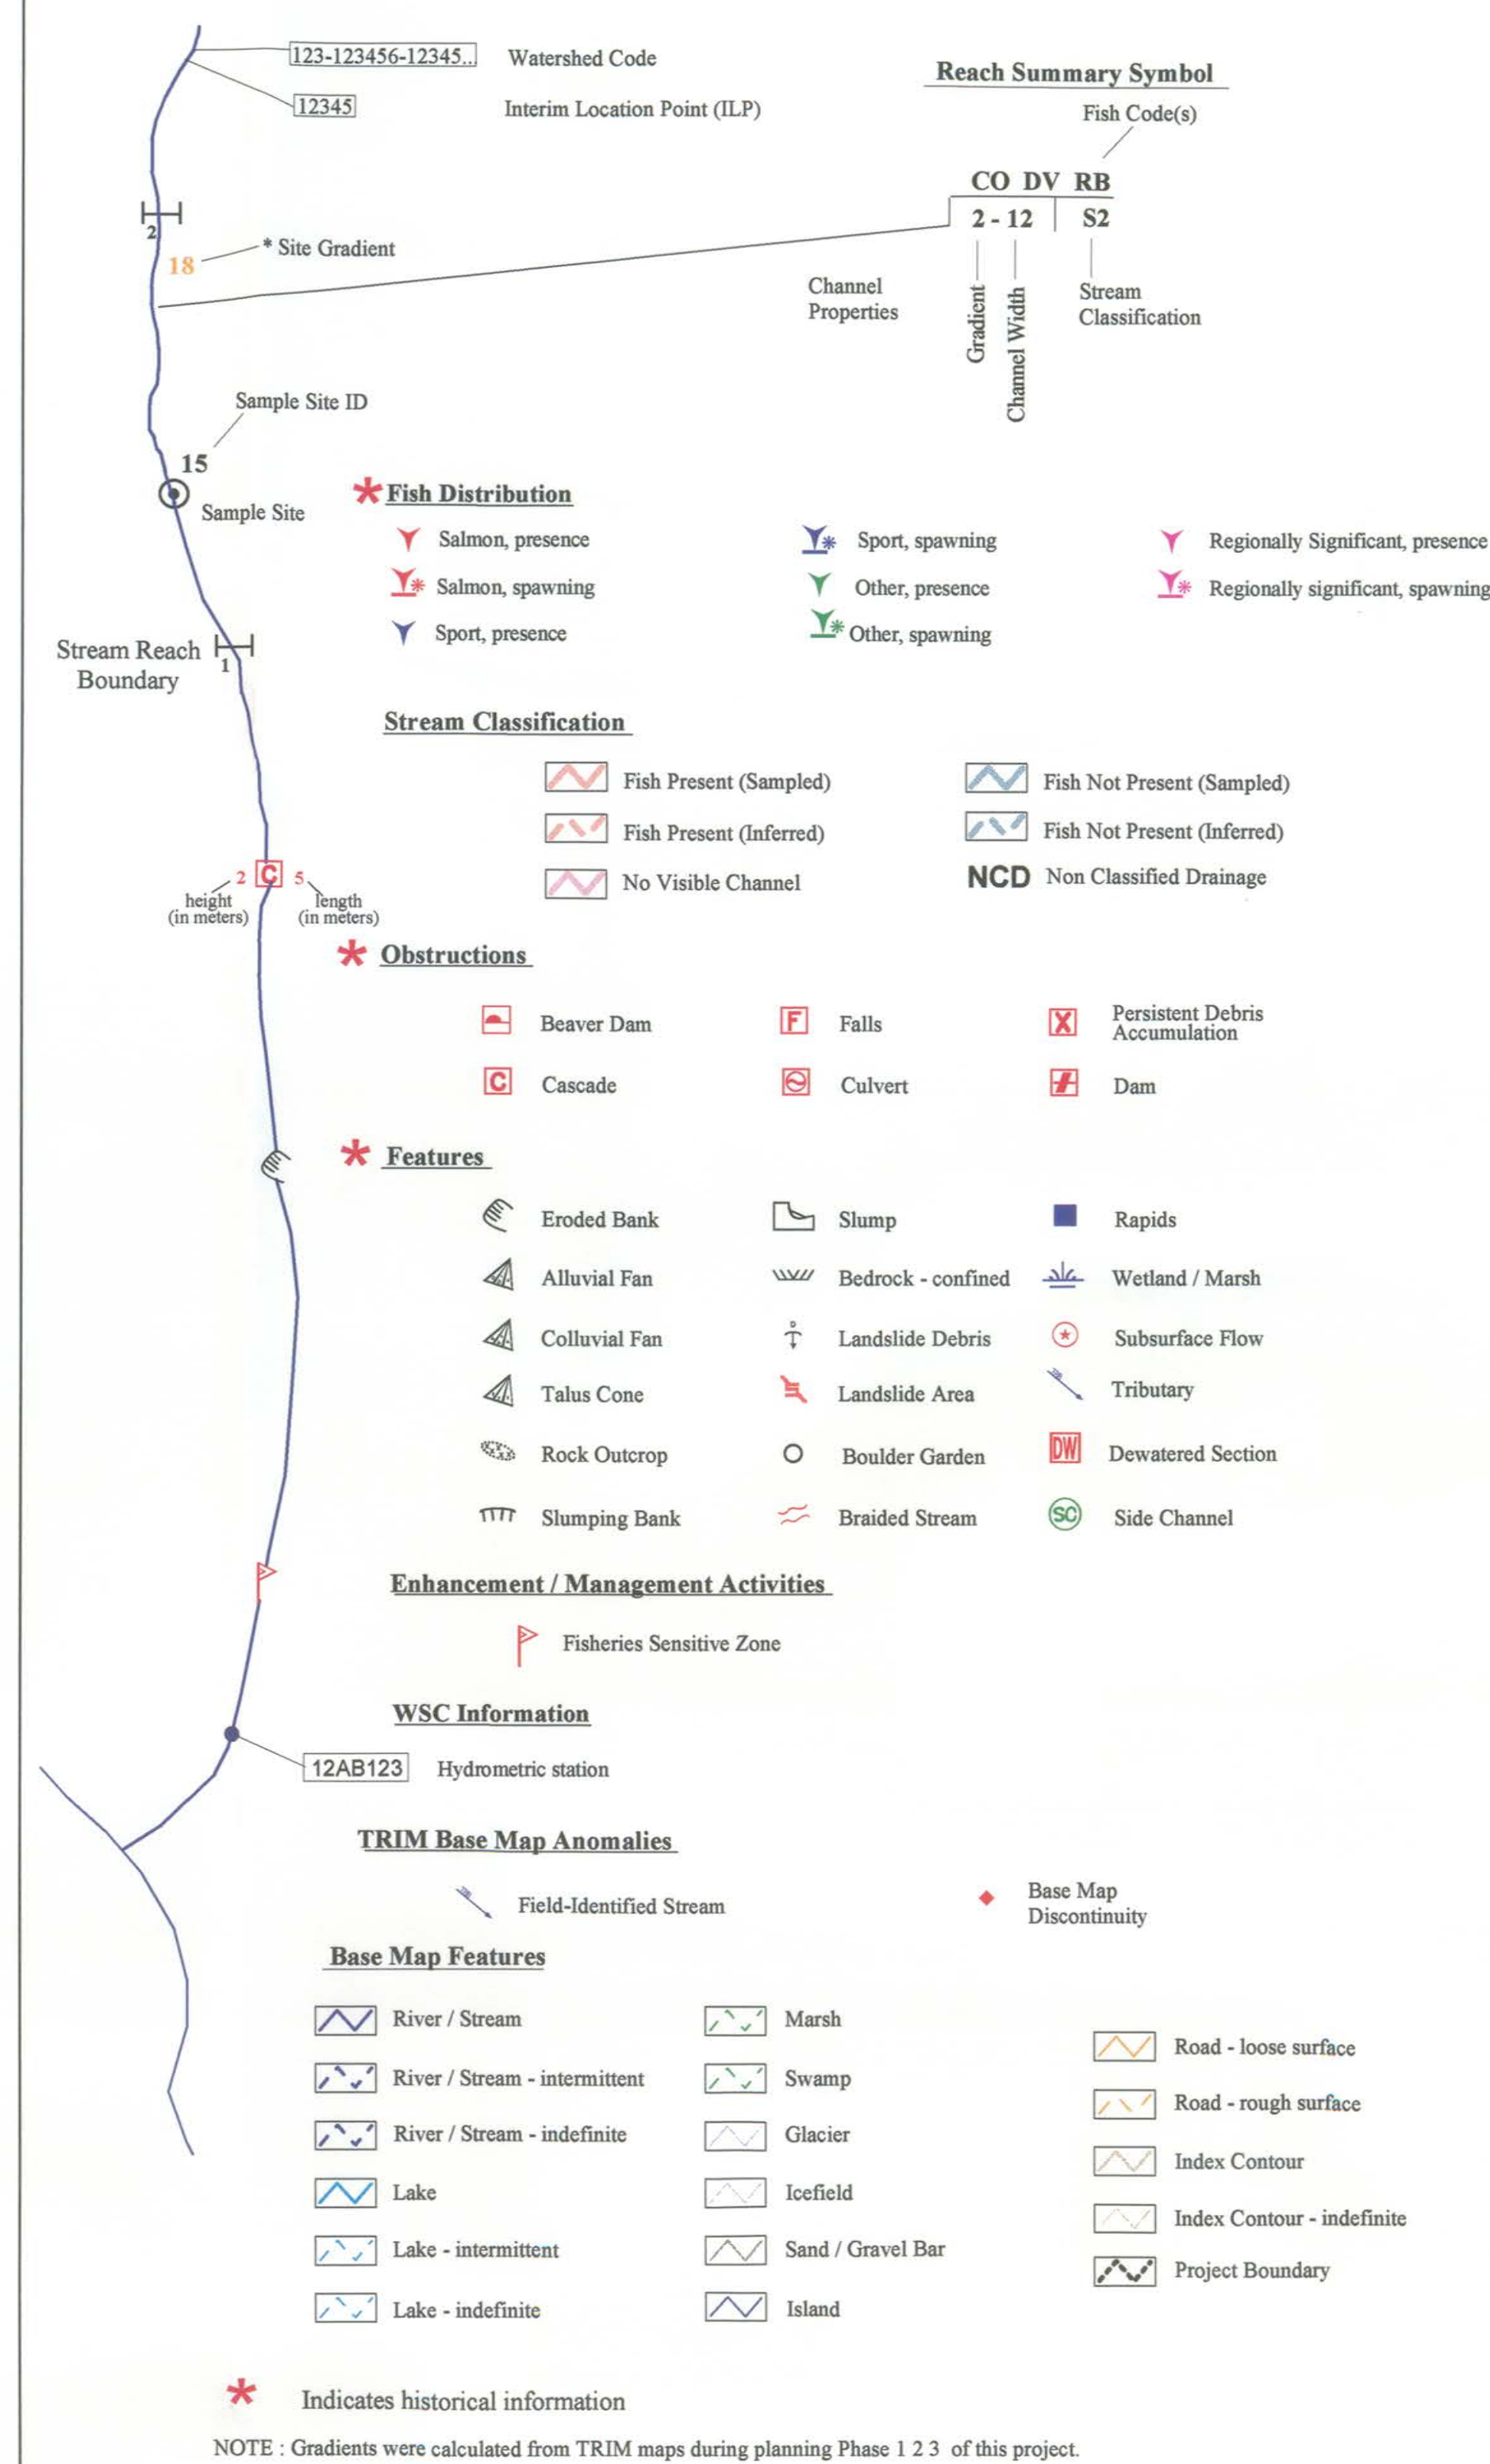 123-123456-12345.. Watershed Code
12345 Interim Location Point (ILP)
Reach Summary Symbol
Fish Code(s)
CO DV RB
2 - 12 S2
Channel
Properties
Gradient
Channel Width
Stream
Classification
2
18
* Site Gradient
Sample Site ID
15
Sample Site
* Fish Distribution
Salmon, presence
Salmon, spawning
Sport, presence
Sport, spawning
Other, presence
Other, spawning
Regionally Significant, presence
Regionally significant, spawning
Stream Reach
Boundary
1
Stream Classification
Fish Present (Sampled)
Fish Present (Inferred)
No Visible Channel
Fish Not Present (Sampled)
Fish Not Present (Inferred)
NCD Non Classified Drainage
2 C 5
height
(in meters)
length
(in meters)
* Obstructions
Beaver Dam
C Cascade
F Falls
Culvert
X Persistent Debris
Accumulation
Dam
* Features
Eroded Bank
Alluvial Fan
Colluvial Fan
Talus Cone
Rock Outcrop
Slumping Bank
Slump
Bedrock - confined
Landslide Debris
Landslide Area
Boulder Garden
Braided Stream
Rapids
Wetland / Marsh
Subsurface Flow
Tributary
DW Dewatered Section
SC Side Channel
Enhancement / Management Activities
Fisheries Sensitive Zone
WSC Information
12AB123 Hydrometric station
TRIM Base Map Anomalies
Field-Identified Stream
Base Map
Discontinuity
Base Map Features
River / Stream
River / Stream - intermittent
River / Stream - indefinite
Lake
Lake - intermittent
Lake - indefinite
Marsh
Swamp
Glacier
Icefield
Sand / Gravel Bar
Island
Road - loose surface
Road - rough surface
Index Contour
Index Contour - indefinite
Project Boundary
* Indicates historical information
NOTE : Gradients were calculated from TRIM maps during planning Phase 1 2 3 of this project.